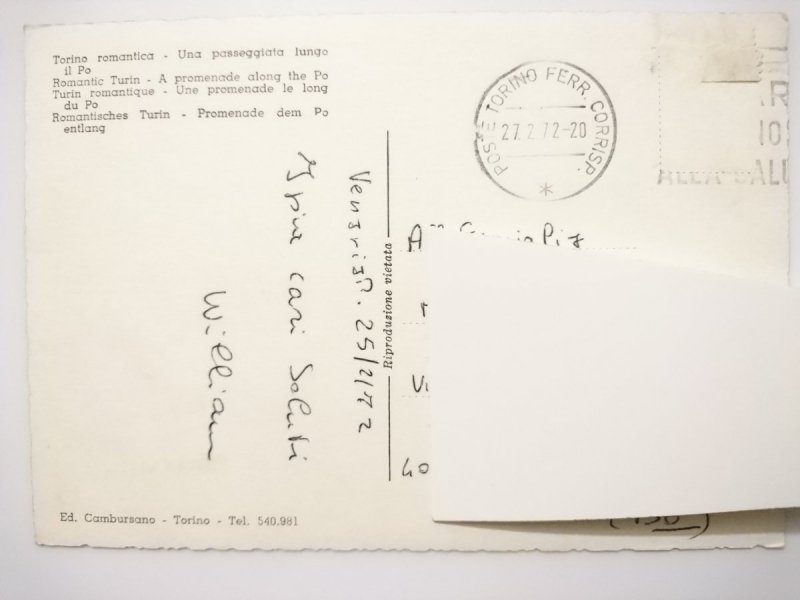 Torino romantica - Una passeggiata lungo
il Po
Romantic Turin - A promenade along the Po
Turin romantique - Une promenade le long
du Po
Romantisches Turin - Promenade dem Po
entlang
POSTE TORINO FERR. CORRISP.
27.2.72-20
25/2/72
cari Saluti
William
Riproduzione vietata
40
Ed. Cambursano - Torino - Tel. 540.981